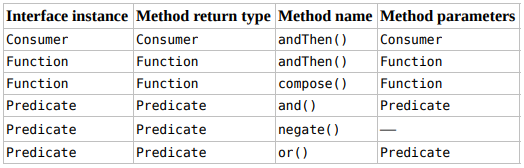 Interface instance Method return type Method name Method parameters
Consumer Consumer andThen() Consumer
Function Function andThen() Function
Function Function compose() Function
Predicate Predicate and() Predicate
Predicate Predicate negate() —
Predicate Predicate or() Predicate